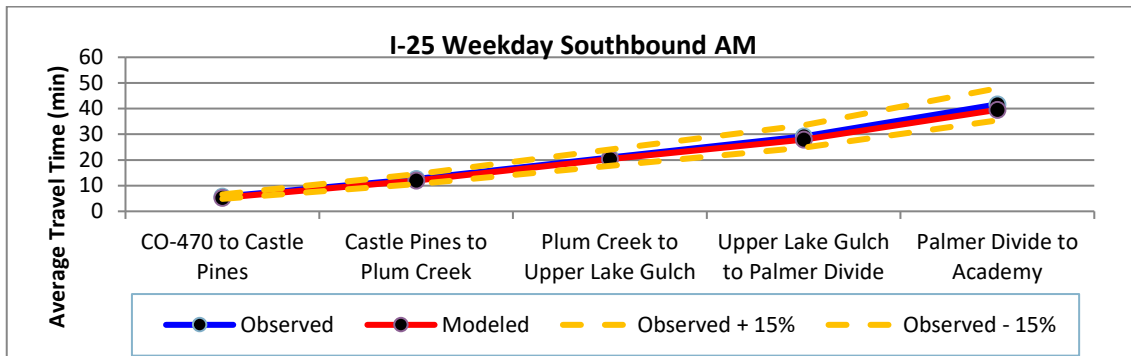 I-25 Weekday Southbound AM
Average Travel Time (min)
60
50
40
30
20
10
0
CO-470 to Castle
Pines
Castle Pines to
Plum Creek
Plum Creek to
Upper Lake Gulch
Upper Lake Gulch
to Palmer Divide
Palmer Divide to
Academy
Observed
Modeled
Observed + 15%
Observed - 15%